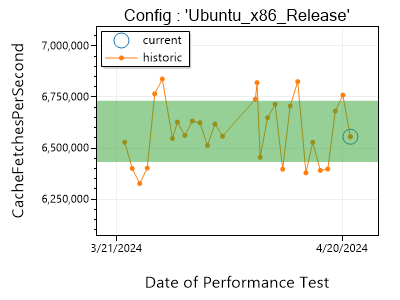 Config : 'Ubuntu_x86_Release'
current
historic
CacheFetchesPerSecond
7,000,000
6,750,000
6,500,000
6,250,000
3/21/2024
4/20/2024
Date of Performance Test